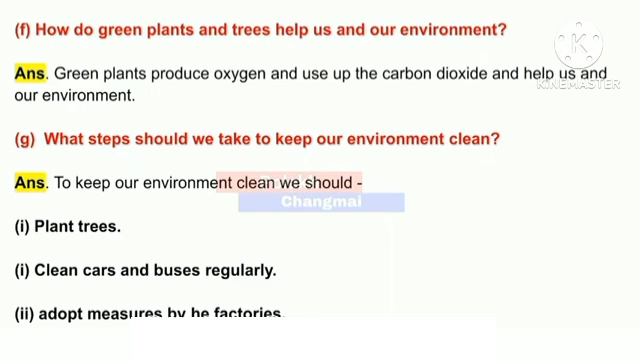 (f) How do green plants and trees help us and our environment?
Ans. Green plants produce oxygen and use up the carbon dioxide and help us and
our environment.
KINEMASTER
(g) What steps should we take to keep our environment clean?
Ans. To keep our environment clean we should -
Changmai
(i) Plant trees.
(i) Clean cars and buses regularly.
(ii) adopt measures by he factories.